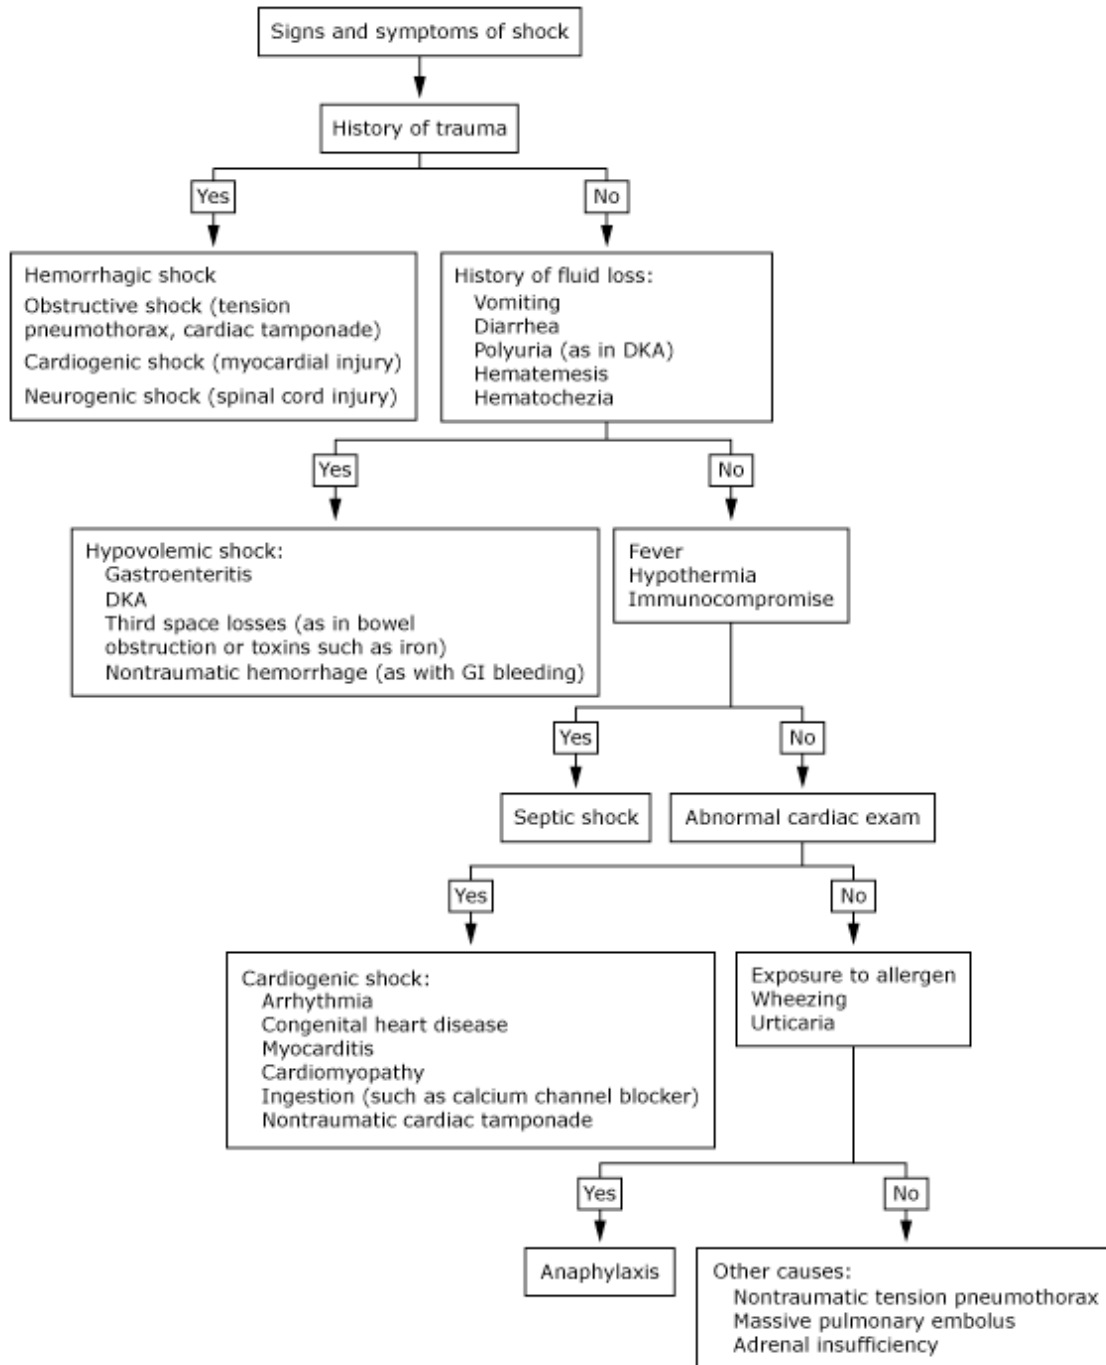 Signs and symptoms of shock
History of trauma
Yes
No
Hemorrhagic shock
Obstructive shock (tension
pneumothorax, cardiac tamponade)
Cardiogenic shock (myocardial injury)
Neurogenic shock (spinal cord injury)
History of fluid loss:
Vomiting
Diarrhea
Polyuria (as in DKA)
Hematemesis
Hematochezia
Yes
No
Hypovolemic shock:
Gastroenteritis
DKA
Third space losses (as in bowel
obstruction or toxins such as iron)
Nontraumatic hemorrhage (as with GI bleeding)
Fever
Hypothermia
Immunocompromise
Yes
No
Septic shock
Abnormal cardiac exam
Yes
No
Cardiogenic shock:
Arrhythmia
Congenital heart disease
Myocarditis
Cardiomyopathy
Ingestion (such as calcium channel blocker)
Nontraumatic cardiac tamponade
Exposure to allergen
Wheezing
Urticaria
Yes
No
Anaphylaxis
Other causes:
Nontraumatic tension pneumothorax
Massive pulmonary embolus
Adrenal insufficiency